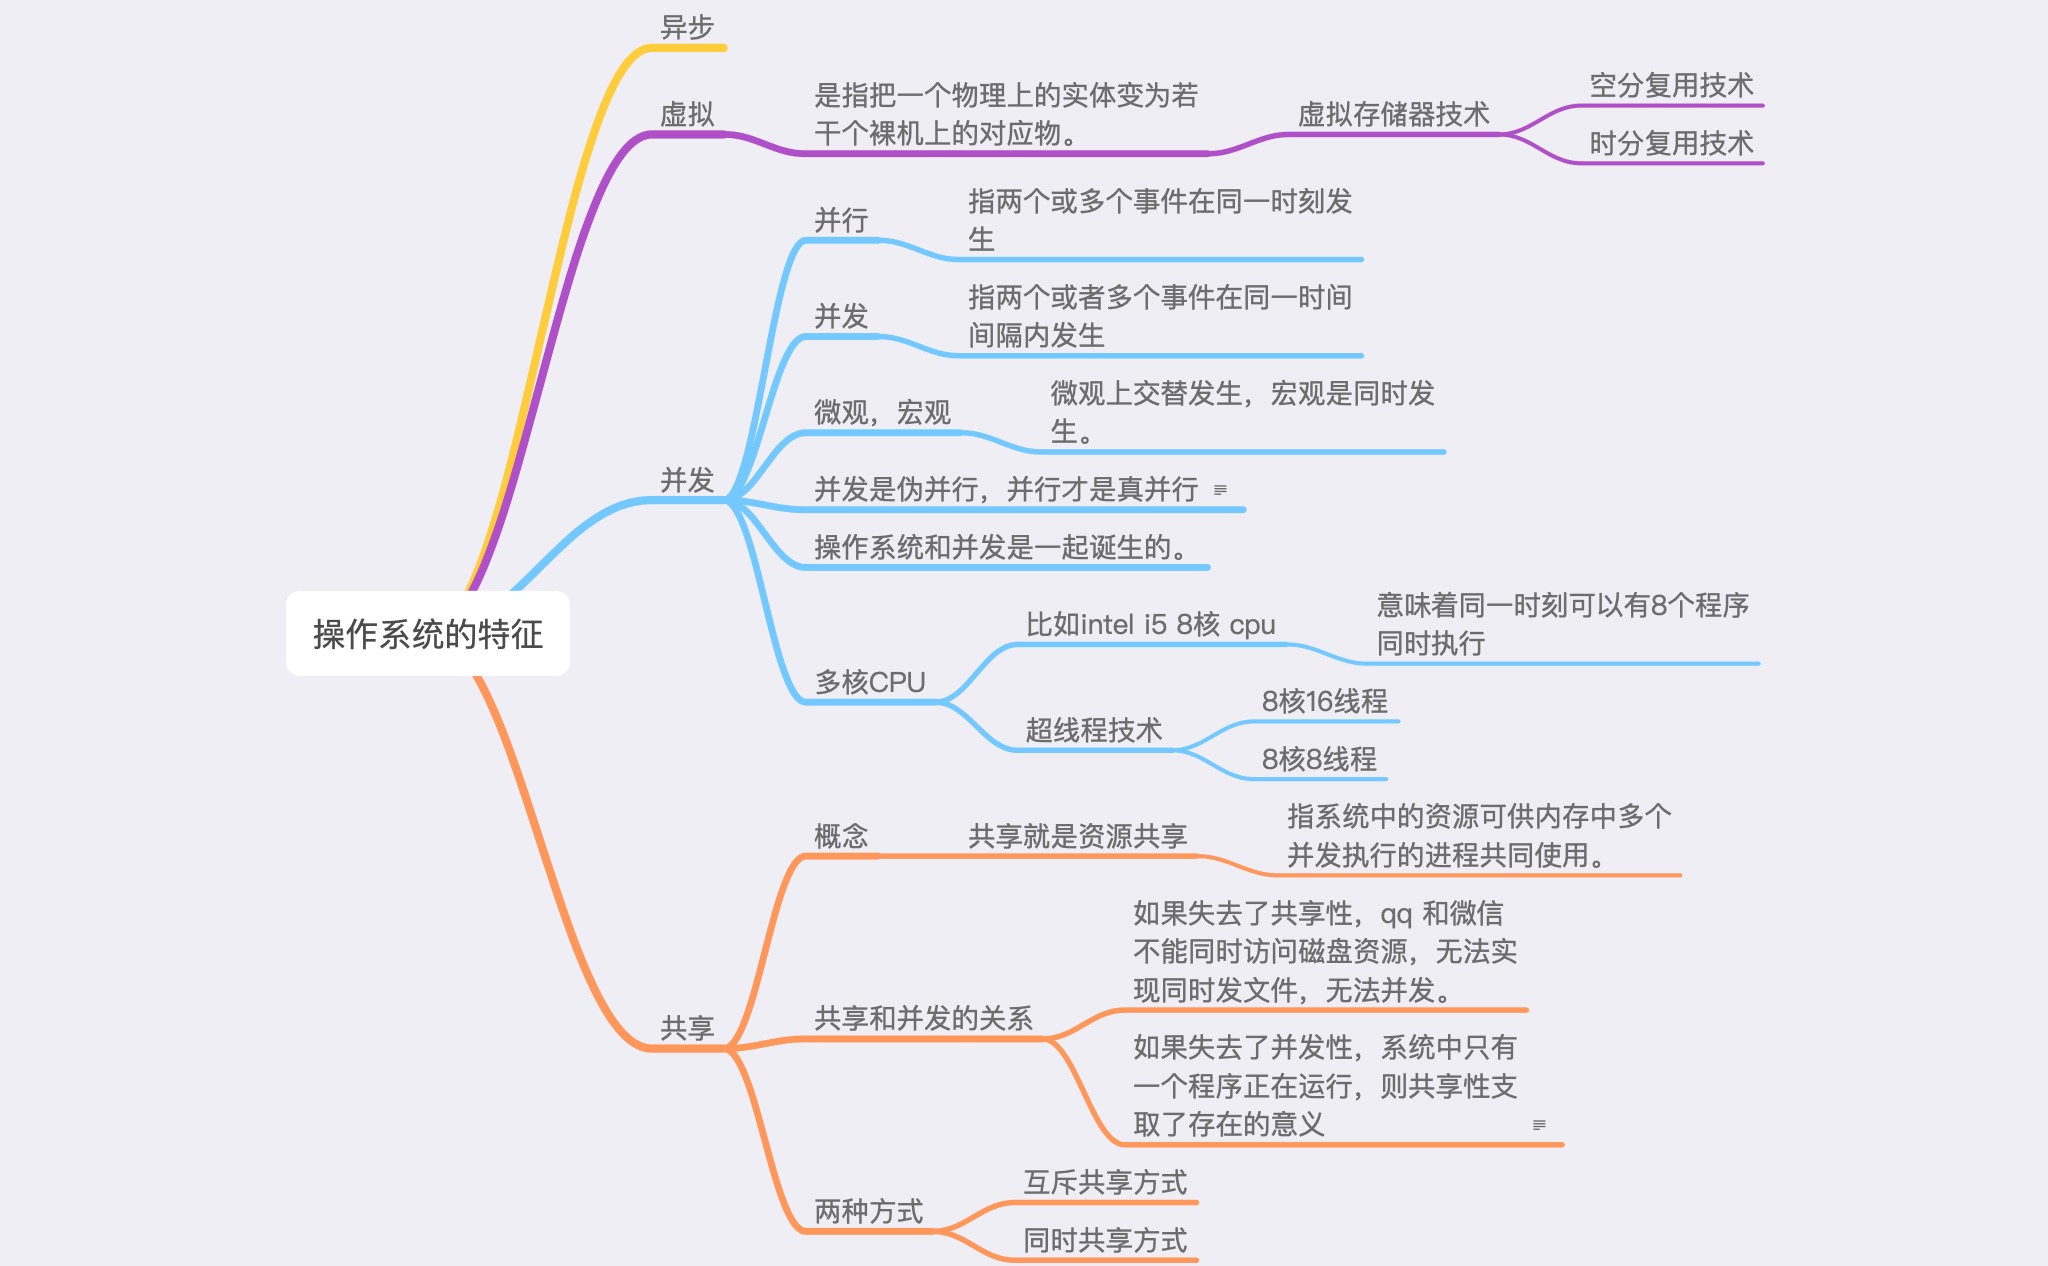 操作系统的特征
异步
虚拟
是指把一个物理上的实体变为若
干个裸机上的对应物。
虚拟存储器技术
空分复用技术
时分复用技术
并发
并行
指两个或多个事件在同一时刻发
生
并发
指两个或者多个事件在同一时间
间隔内发生
微观，宏观
微观上交替发生，宏观是同时发
生。
并发是伪并行，并行才是真并行
操作系统和并发是一起诞生的。
多核CPU
比如intel i5 8核 cpu
意味着同一时刻可以有8个程序
同时执行
超线程技术
8核16线程
8核8线程
共享
概念
共享就是资源共享
指系统中的资源可供内存中多个
并发执行的进程共同使用。
共享和并发的关系
如果失去了共享性，qq 和微信
不能同时访问磁盘资源，无法实
现同时发文件，无法并发。
如果失去了并发性，系统中只有
一个程序正在运行，则共享性支
取了存在的意义
两种方式
互斥共享方式
同时共享方式